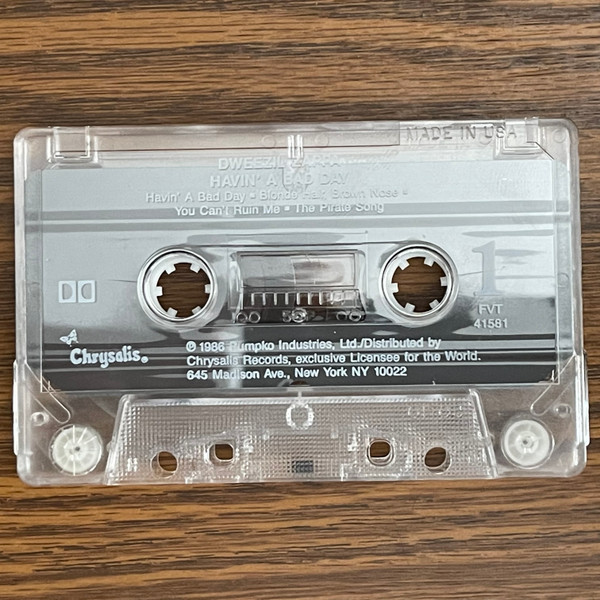 MADE IN USA
DWEEZIL ZAPPA
HAVIN' A BAD DAY
Havin' A Bad Day • Blonde Hair, Brown Nose •
You Can't Ruin Me • The Pirate Song
1
FVT
41581
Chrysalis®
℗ 1986 Pumpko Industries, Ltd./Distributed by
Chrysalis Records, exclusive Licensee for the World.
645 Madison Ave., New York NY 10022